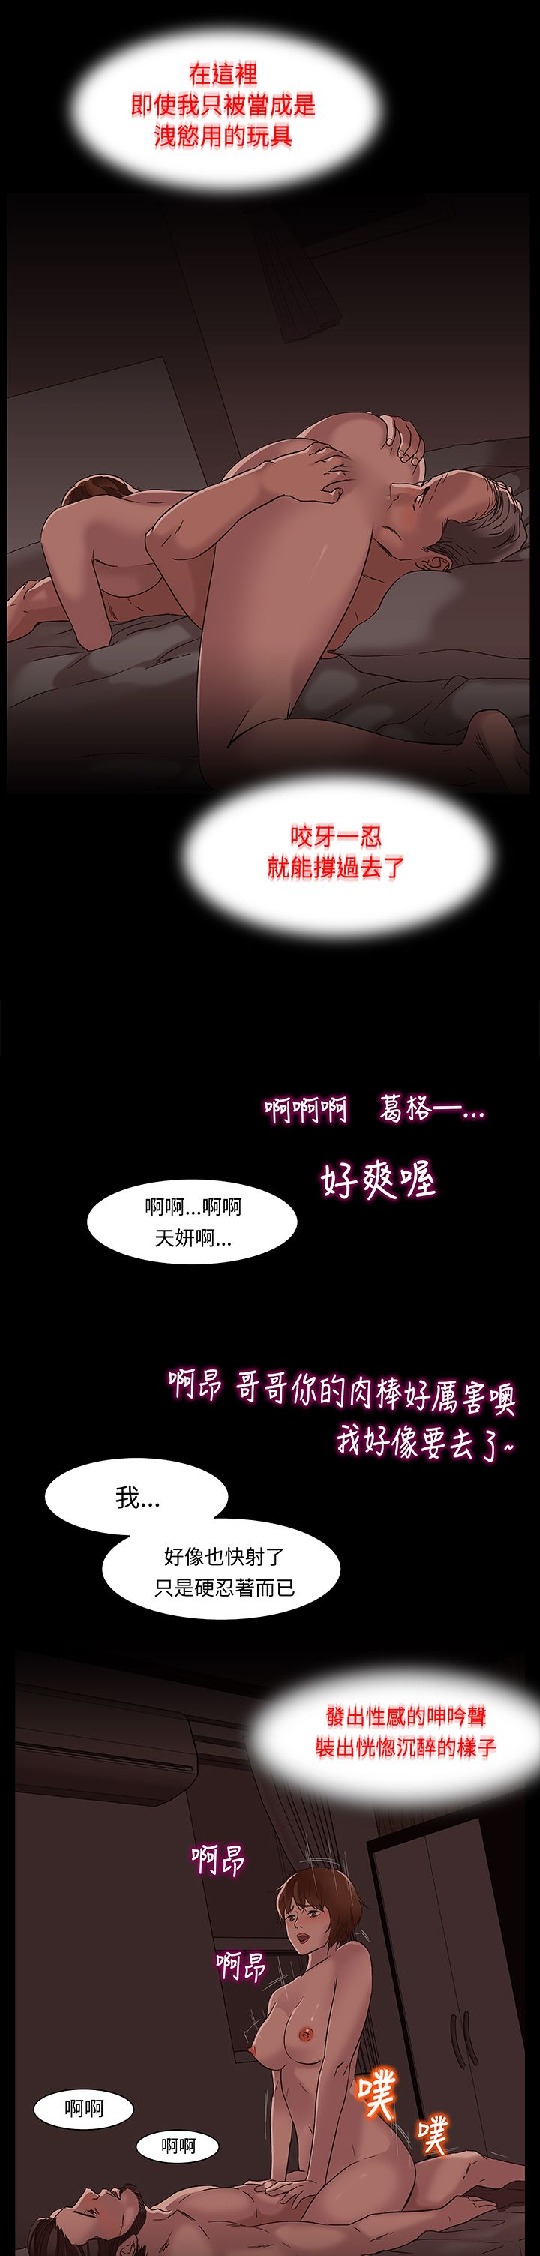 在這裡
即使我只被當成是
洩慾用的玩具
咬牙一忍
就能撐過去了
啊啊啊 葛格—...
好爽喔
啊啊...啊啊
天妍啊...
啊昂 哥哥你的肉棒好厲害噢
我好像要去了~
我...
好像也快射了
只是硬忍著而已
發出性感的呻吟聲
裝出恍惚沉醉的樣子
啊昂
啊昂
噗
噗
啊啊
啊啊